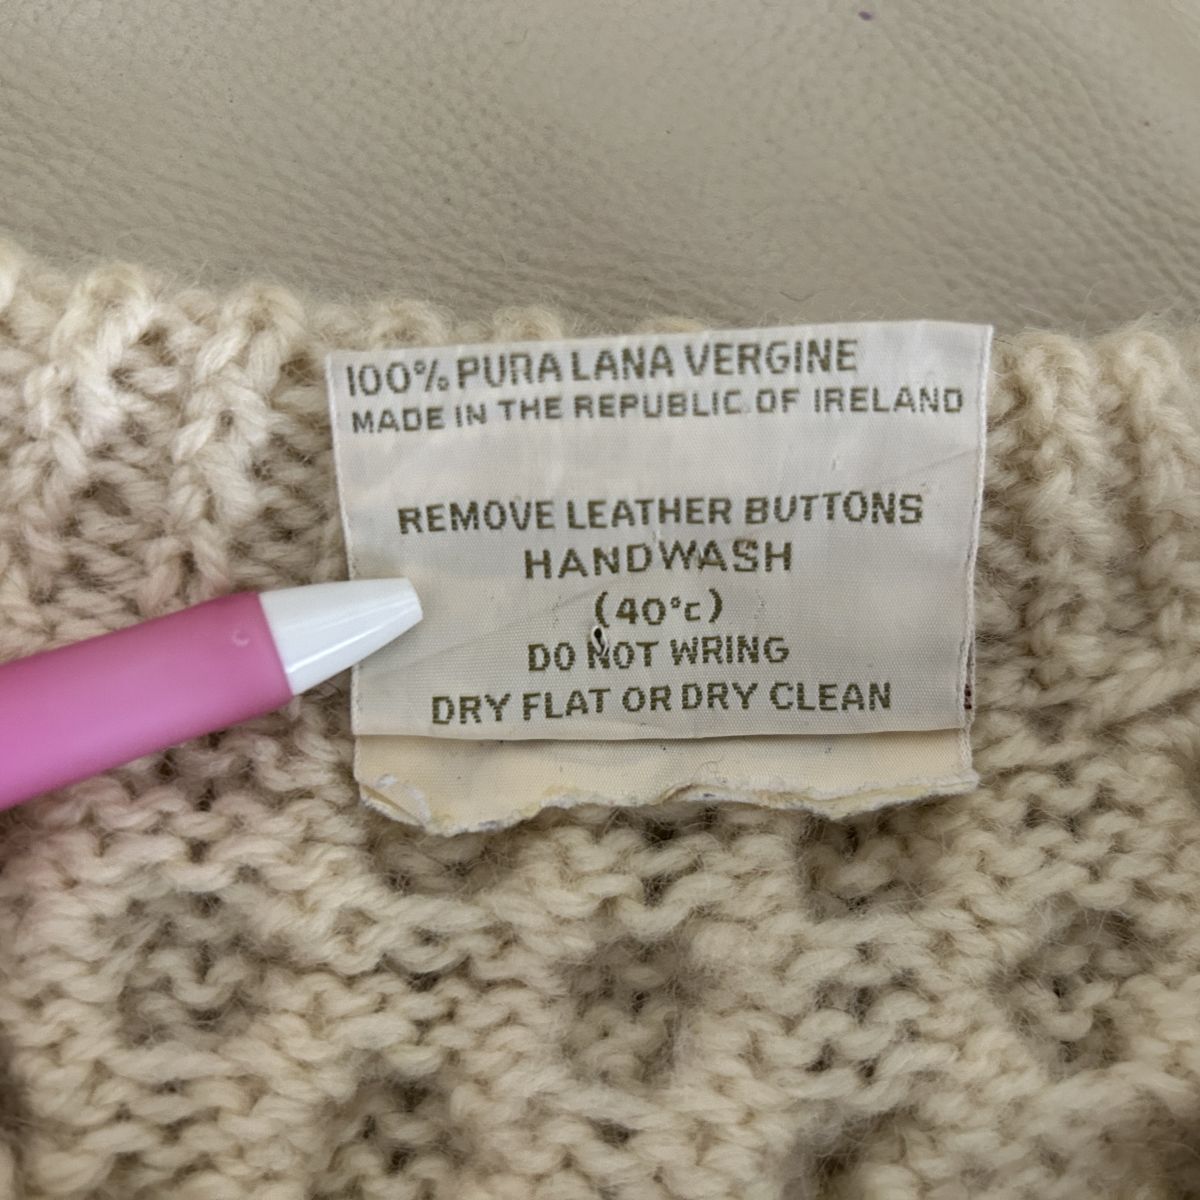 100% PURA LANA VERGINE
MADE IN THE REPUBLIC OF IRELAND
REMOVE LEATHER BUTTONS
HANDWASH
(40°c)
DO NOT WRING
DRY FLAT OR DRY CLEAN